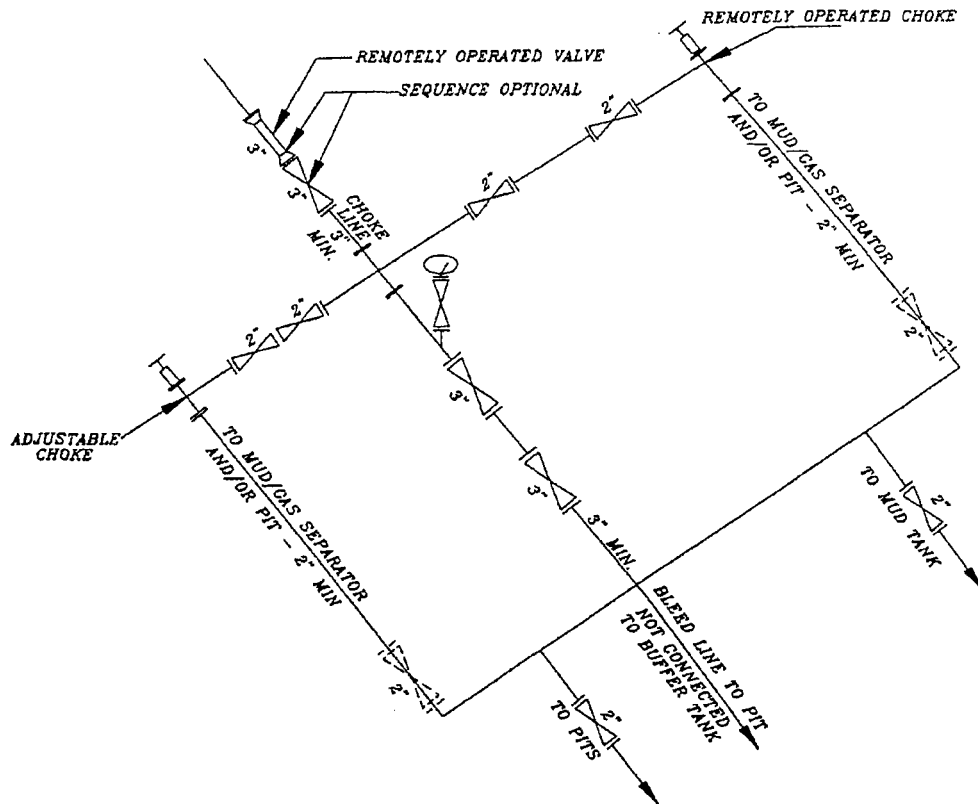 REMOTELY OPERATED CHOKE
REMOTELY OPERATED VALVE
SEQUENCE OPTIONAL
3"
3"
CHOKE
LINE
3"
MIN.
2"
2"
TO MUD/GAS SEPARATOR
AND/OR PIT - 2" MIN
2"
2"
2"
ADJUSTABLE
CHOKE
TO MUD/GAS SEPARATOR
AND/OR PIT - 2" MIN
2"
3"
3"
3" MIN.
BLEED LINE TO PIT
NOT CONNECTED
TO BUFFER TANK
2"
TO MUD TANK
2"
TO PITS